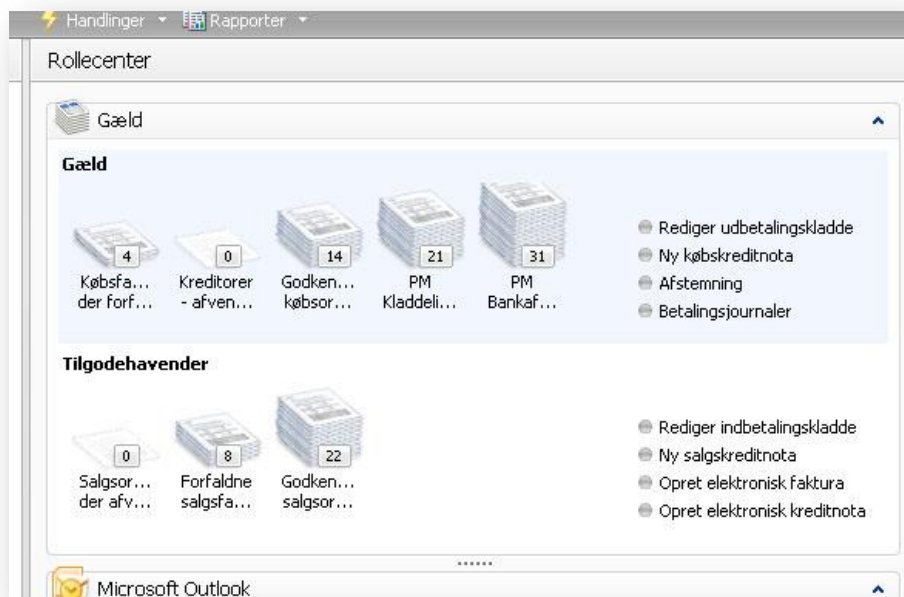 Handlinger Rapporter
Rollecenter
Gæld
Gæld
4 0 14 21 31
Købsfa... Kreditorer Godken... PM PM
der forf... - afven... købsor... Kladdeli... Bankaf...
Rediger udbetalingskladde
Ny købskreditnota
Afstemning
Betalingsjournaler
Tilgodehavender
0 8 22
Salgsor... Forfaldne Godken...
der afv... salgsfa... salgsor...
Rediger indbetalingskladde
Ny salgskreditnota
Opret elektronisk faktura
Opret elektronisk kreditnota
Microsoft Outlook